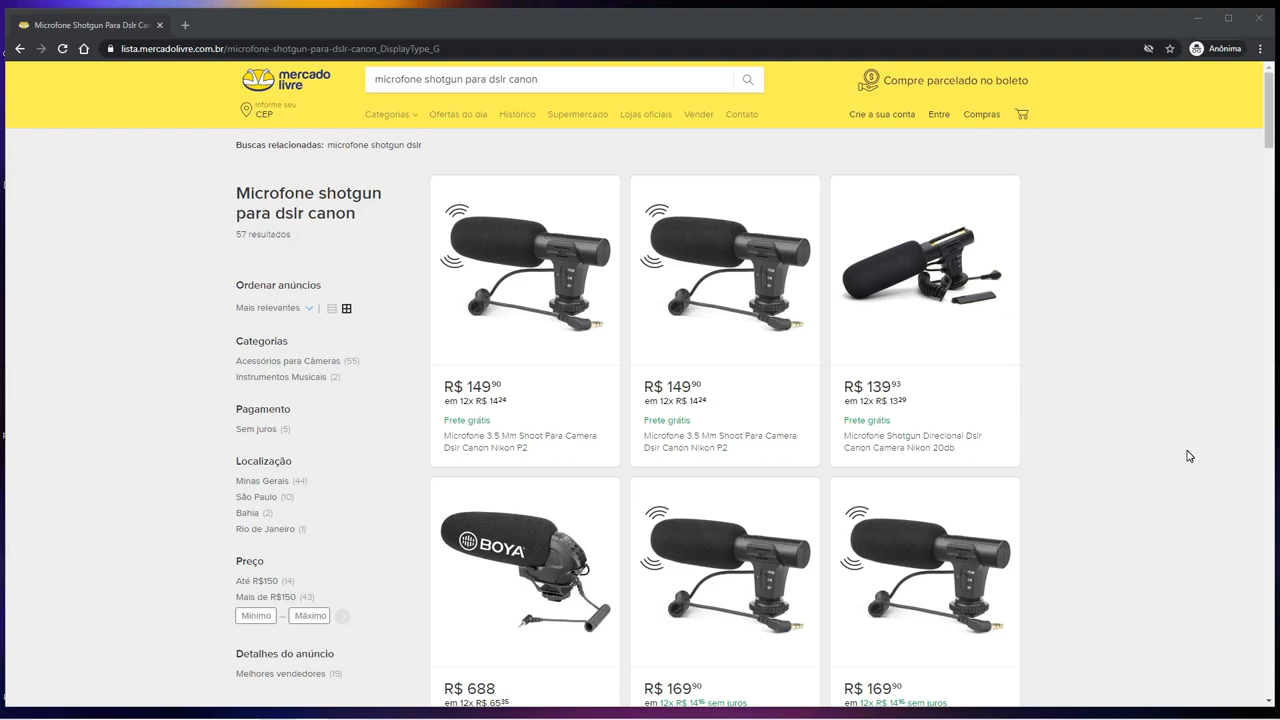 Microfone Shotgun Para Dslr Ca
lista.mercadolivre.com.br/microfone-shotgun-para-dslr-canon_DisplayType_G
Anônima
mercado
livre
microfone shotgun para dslr canon
Compre parcelado no boleto
Informe seu
CEP
Categorias
Ofertas do dia
Histórico
Supermercado
Lojas oficiais
Vender
Contato
Crie a sua conta
Entre
Compras
Buscas relacionadas: microfone shotgun dslr
Microfone shotgun
para dslr canon
57 resultados
Ordenar anúncios
Mais relevantes
Categorias
Acessórios para Câmeras (55)
Instrumentos Musicais (2)
Pagamento
Sem juros (5)
Localização
Minas Gerais (44)
São Paulo (10)
Bahia (2)
Rio de Janeiro (1)
Preço
Até R$150 (14)
Mais de R$150 (43)
Mínimo – Máximo
Detalhes do anúncio
Melhores vendedores (19)
R$ 149 90
em 12x R$ 14 24
Frete grátis
Microfone 3.5 Mm Shoot Para Camera
Dslr Canon Nikon P2
R$ 149 90
em 12x R$ 14 24
Frete grátis
Microfone 3.5 Mm Shoot Para Camera
Dslr Canon Nikon P2
R$ 139 93
em 12x R$ 13 29
Frete grátis
Microfone Shotgun Direcional Dslr
Canon Camera Nikon 20db
BOYA
R$ 688
em 12x R$ 65 35
R$ 169 90
em 12x R$ 14 16 sem juros
R$ 169 90
em 12x R$ 14 16 sem juros